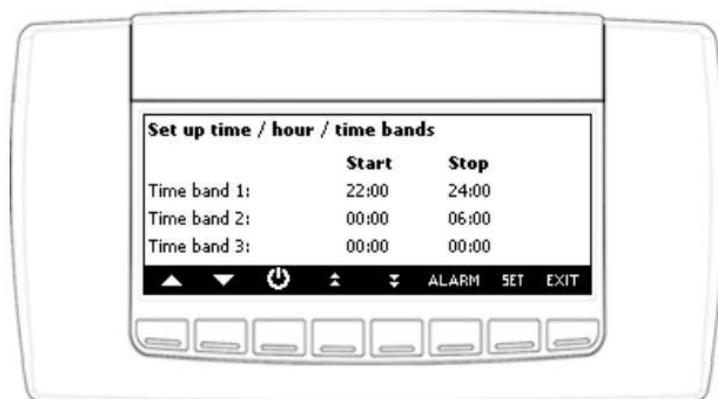 Set up time / hour / time bands
Start Stop
Time band 1: 22:00 24:00
Time band 2: 00:00 06:00
Time band 3: 00:00 00:00
ALARM SET EXIT